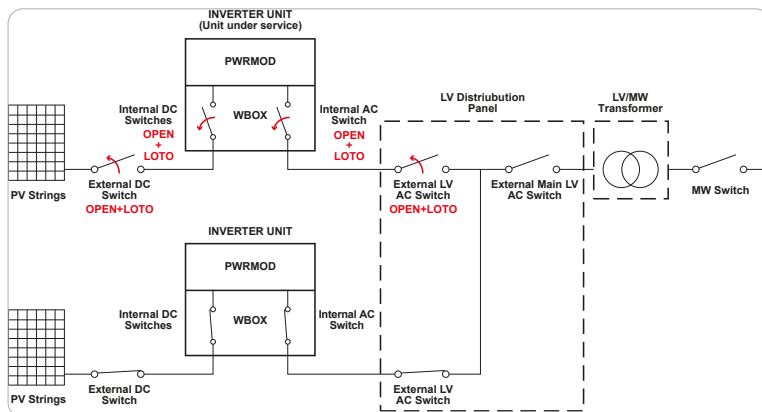 INVERTER UNIT
(Unit under service)
PWRMOD
WBOX
Internal DC
Switches
OPEN
+
LOTO
Internal AC
Switch
OPEN
+
LOTO
LV Distriubution
Panel
LV/MW
Transformer
PV Strings
External DC
Switch
OPEN+LOTO
External LV
AC Switch
OPEN+LOTO
External Main LV
AC Switch
MW Switch
INVERTER UNIT
PWRMOD
WBOX
Internal DC
Switches
Internal AC
Switch
PV Strings
External DC
Switch
External LV
AC Switch